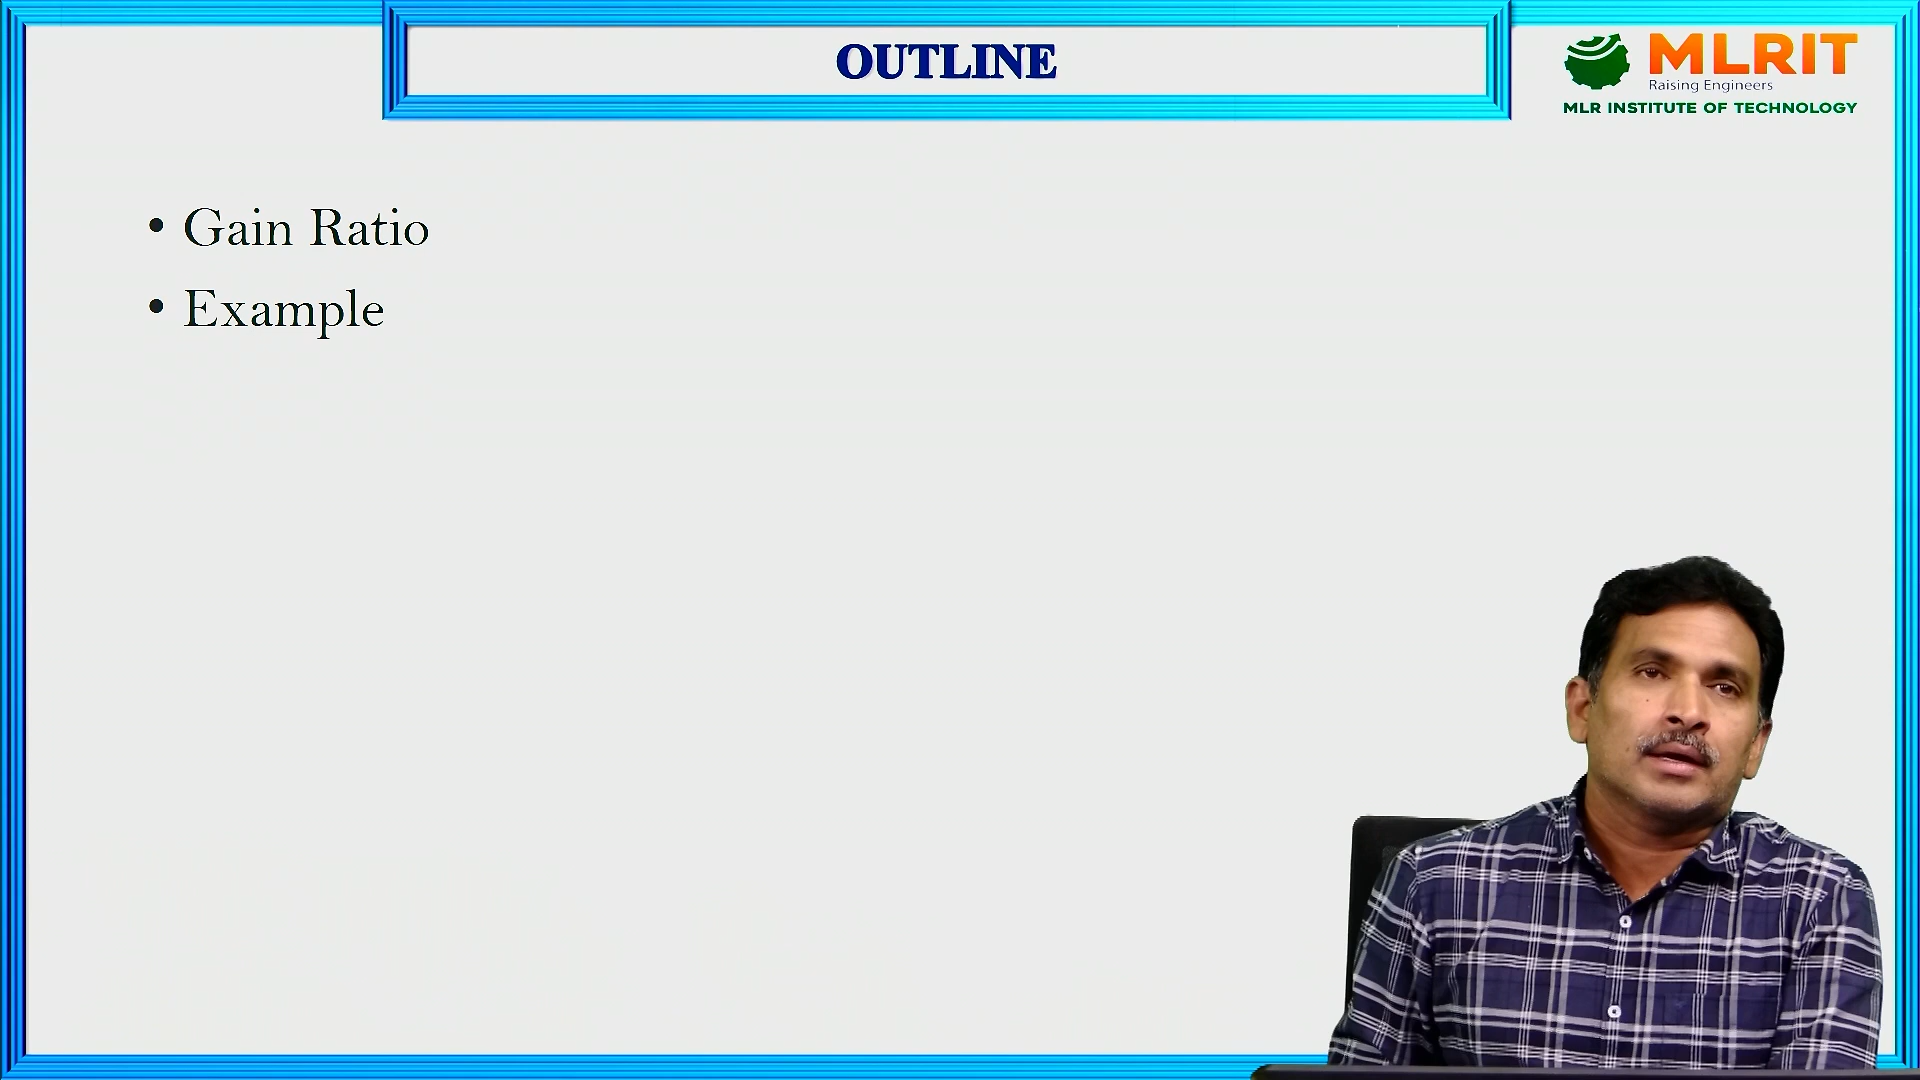 OUTLINE
MLRIT
Raising Engineers
MLR INSTITUTE OF TECHNOLOGY
• Gain Ratio
• Example